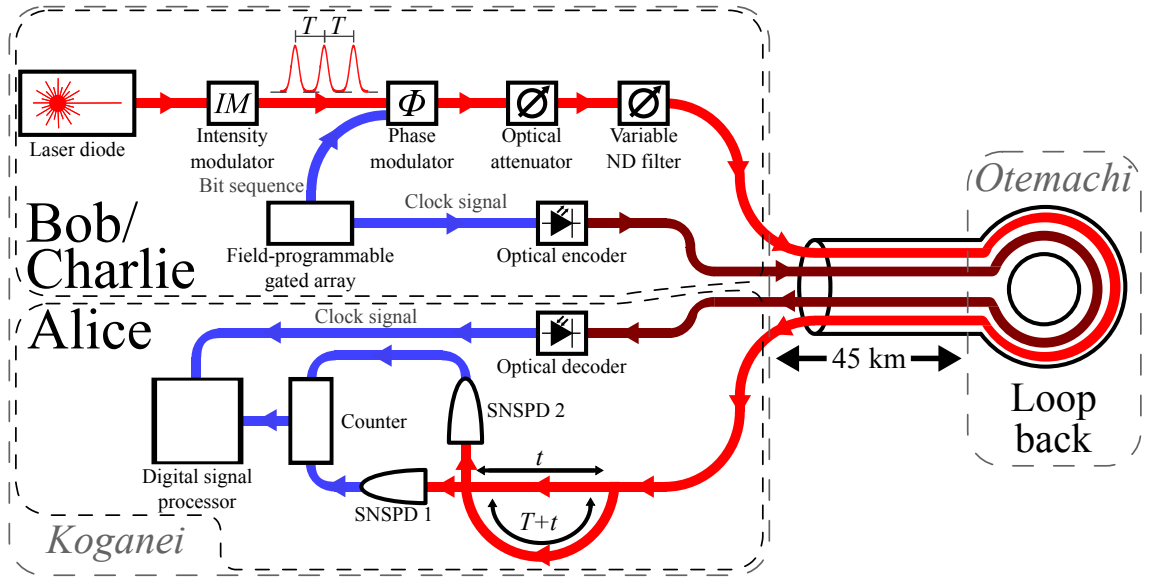 T T
IM
Φ
Laser diode
Intensity
modulator
Phase
modulator
Optical
attenuator
Variable
ND filter
Bit sequence
Clock signal
Field-programmable
gated array
Optical encoder
Bob/
Charlie
Otemachi
Alice
Clock signal
Optical decoder
45 km
Loop
back
SNSPD 2
Counter
Digital signal
processor
t
SNSPD 1
T+t
Koganei